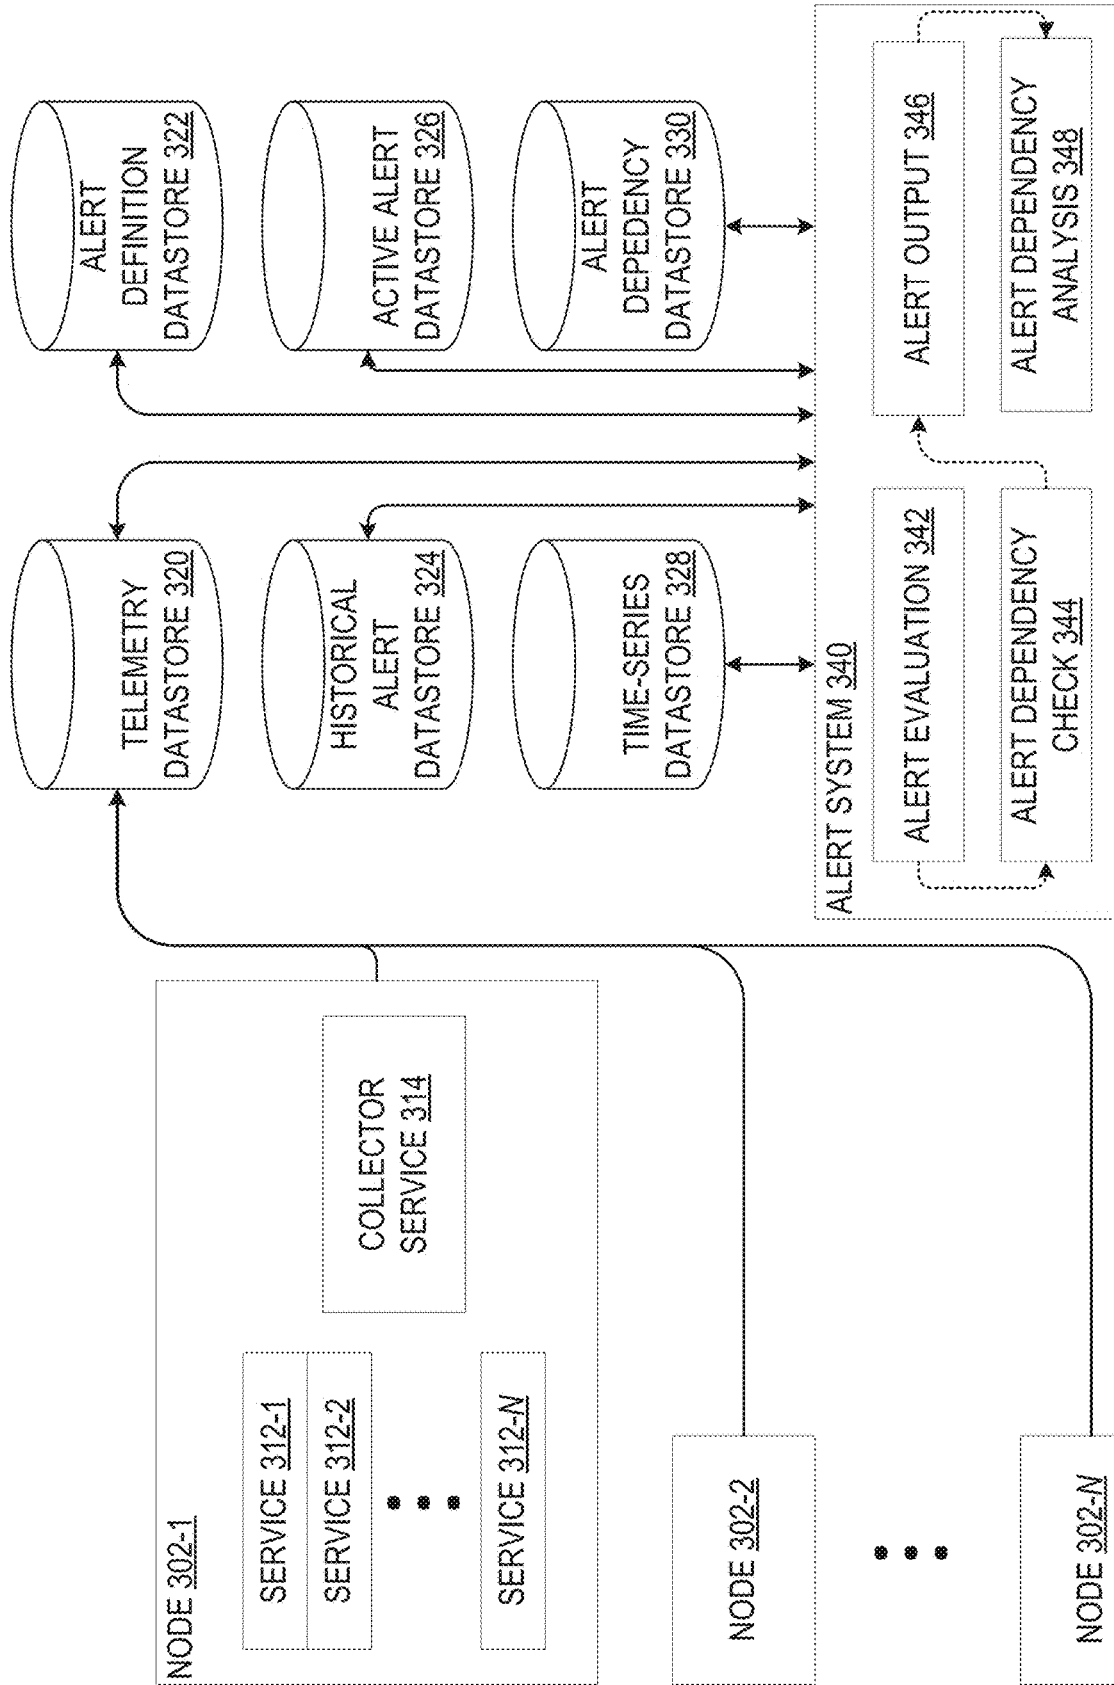 NODE 302-1
SERVICE 312-1
SERVICE 312-2
SERVICE 312-N
COLLECTOR
SERVICE 314
NODE 302-2
NODE 302-N
TELEMETRY
DATASTORE 320
HISTORICAL
ALERT
DATASTORE 324
TIME-SERIES
DATASTORE 328
ALERT
DEFINITION
DATASTORE 322
ACTIVE ALERT
DATASTORE 326
ALERT
DEPEDENCY
DATASTORE 330
ALERT SYSTEM 340
ALERT EVALUATION 342
ALERT DEPENDENCY
CHECK 344
ALERT OUTPUT 346
ALERT DEPENDENCY
ANALYSIS 348